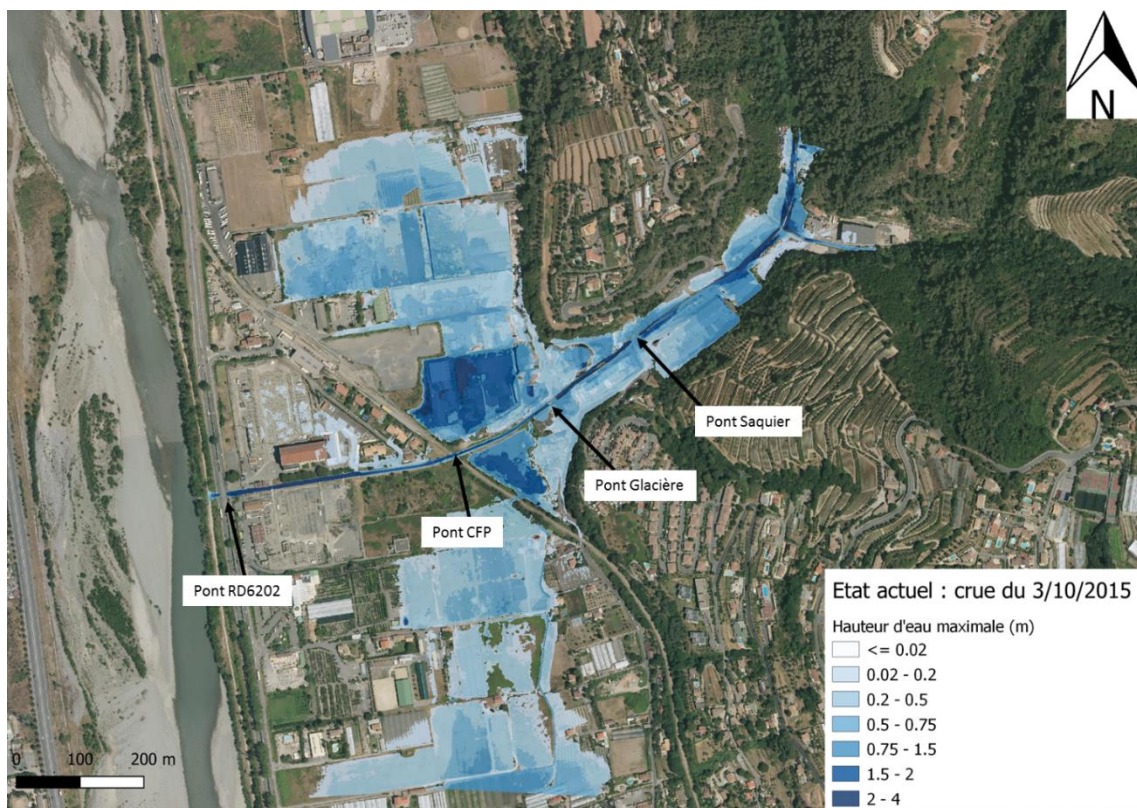 N
Pont Saquier
Pont Glacière
Pont CFP
Pont RD6202
Etat actuel : crue du 3/10/2015
Hauteur d'eau maximale (m)
<= 0.02
0.02 - 0.2
0.2 - 0.5
0.5 - 0.75
0.75 - 1.5
1.5 - 2
2 - 4
0 100 200 m